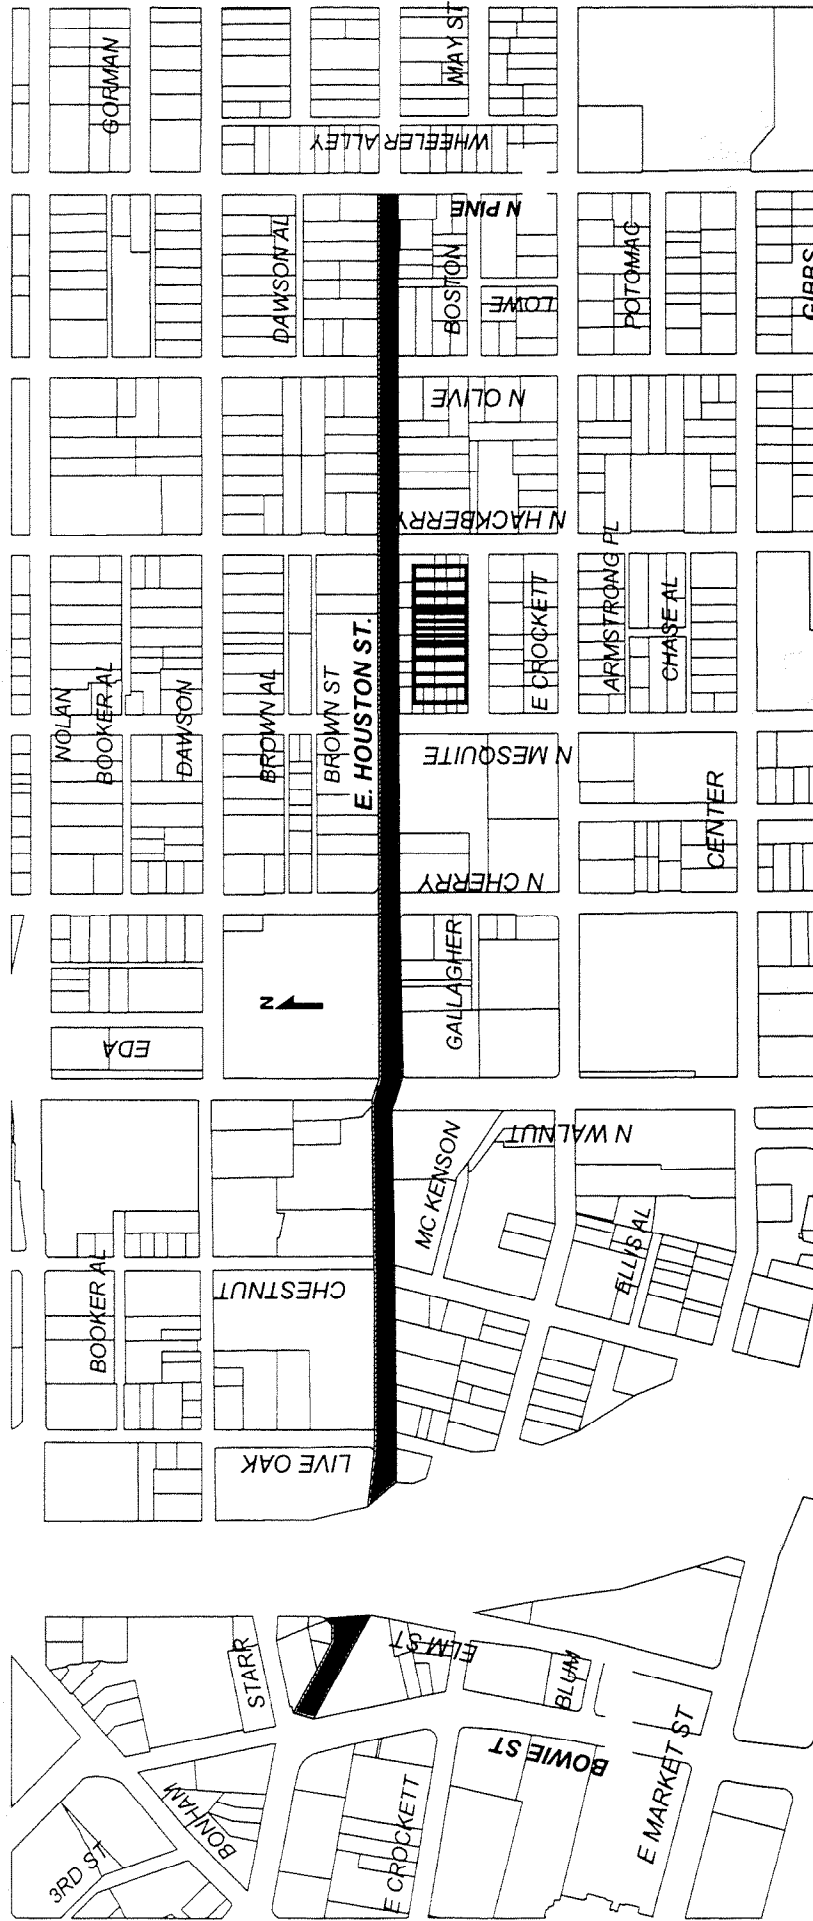 GORMAN
MAY ST
WHEELER ALLEY
N PINE
DAWSON AL
BOSTON
LOWE
POTOMAC
GIBBS
N OLIVE
N HACKBERRY
ARMSTRONG PL
CHASE AL
E CROCKETT
NOLAN
BOOKER AL
DAWSON
BROWN AL
BROWN ST
E. HOUSTON ST.
N MESQUITE
CENTER
N CHERRY
GALLAGHER
N
EDA
N WALNUT
MC KENSON
ELLIS AL
BOOKER AL
CHESTNUT
LIVE OAK
STARR
ELM ST
BLUM
BOWIE ST
E MARKET ST
BONHAM
E CROCKETT
3RD ST